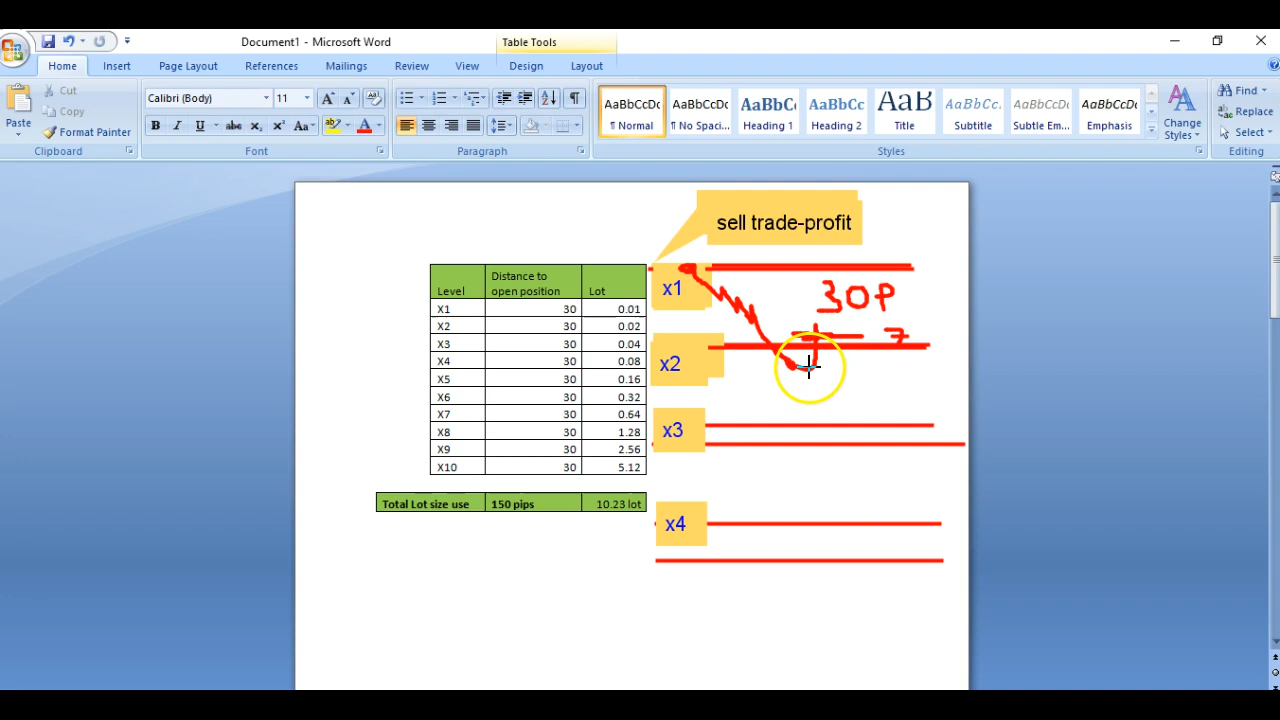 Document1 - Microsoft Word
Table Tools
Home Insert Page Layout References Mailings Review View Design Layout
Paste
Cut
Copy
Format Painter
Clipboard
Calibri (Body) 11
Font
Paragraph
AaBbCcDc AaBbCcDc AaBbCc AaBbCc AaB AaBbCc. AaBbCcDc AaBbCcDc
¶ Normal ¶ No Spaci... Heading 1 Heading 2 Title Subtitle Subtle Em... Emphasis
Change
Styles
Styles
Find
Replace
Select
Editing
sell trade-profit
Level Distance to open position Lot
X1 30 0.01
X2 30 0.02
X3 30 0.04
X4 30 0.08
X5 30 0.16
X6 30 0.32
X7 30 0.64
X8 30 1.28
X9 30 2.56
X10 30 5.12
Total Lot size use 150 pips 10.23 lot
x1
30P
7
x2
x3
x4